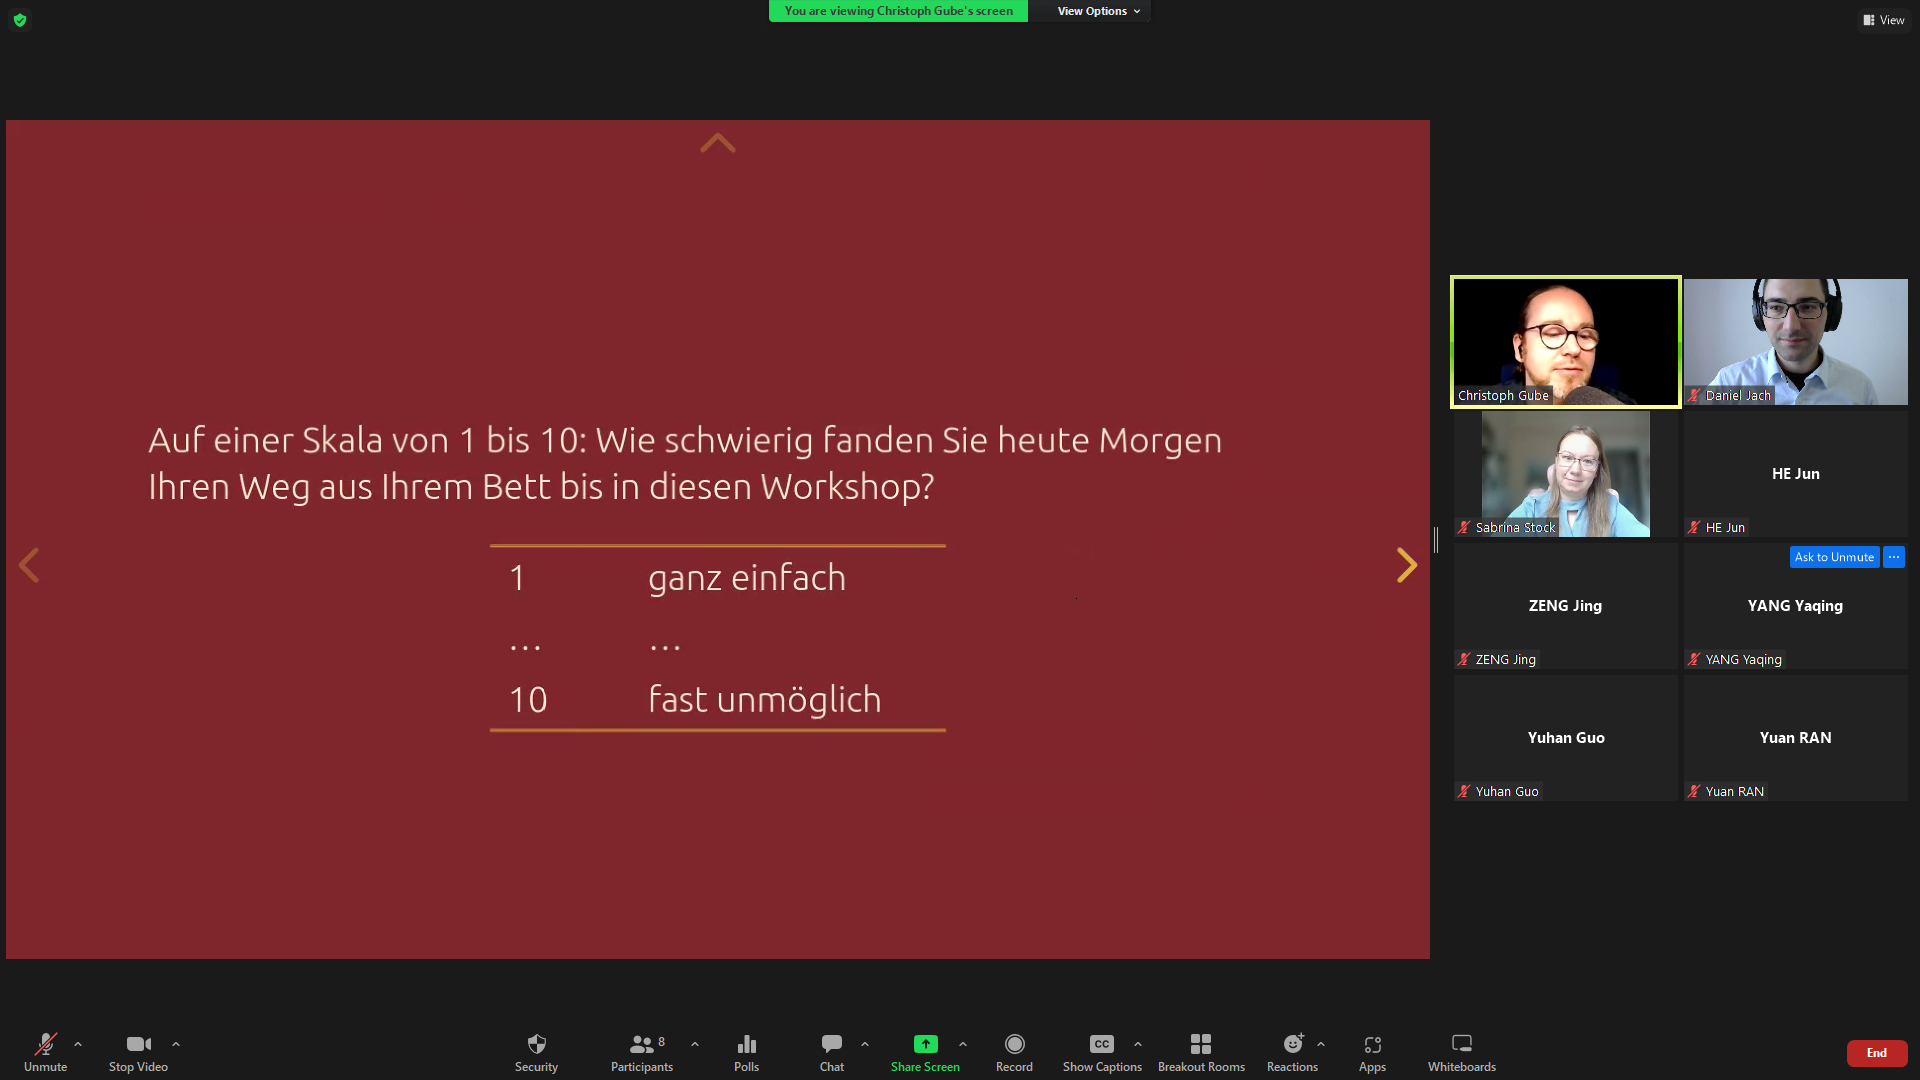 You are viewing Christoph Gube's screen
View Options
View
Auf einer Skala von 1 bis 10: Wie schwierig fanden Sie heute Morgen
Ihren Weg aus Ihrem Bett bis in diesen Workshop?
1 ganz einfach
... ...
10 fast unmöglich
Christoph Gube
Daniel Jach
Sabrina Stock
HE Jun
HE Jun
ZENG Jing
ZENG Jing
Ask to Unmute
...
YANG Yaqing
YANG Yaqing
Yuhan Guo
Yuhan Guo
Yuan RAN
Yuan RAN
Unmute
Stop Video
Security
Participants 8
Polls
Chat
Share Screen
Record
CC
Show Captions
Breakout Rooms
Reactions
Apps
Whiteboards
End